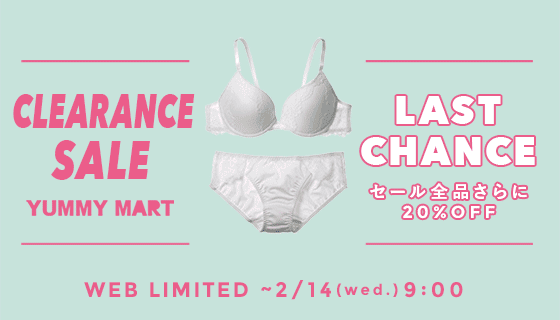 CLEARANCE
SALE
YUMMY MART
LAST
CHANCE
セール全品さらに
20%OFF
WEB LIMITED ~2/14(wed.)9:00